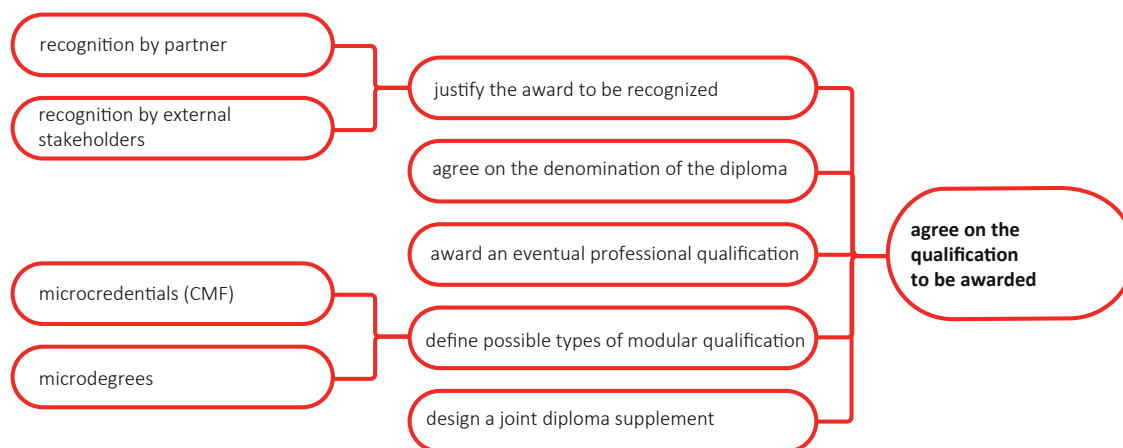 recognition by partner
recognition by external
stakeholders
justify the award to be recognized
agree on the denomination of the diploma
award an eventual professional qualification
microcredentials (CMF)
microdegrees
define possible types of modular qualification
design a joint diploma supplement
agree on the
qualification
to be awarded